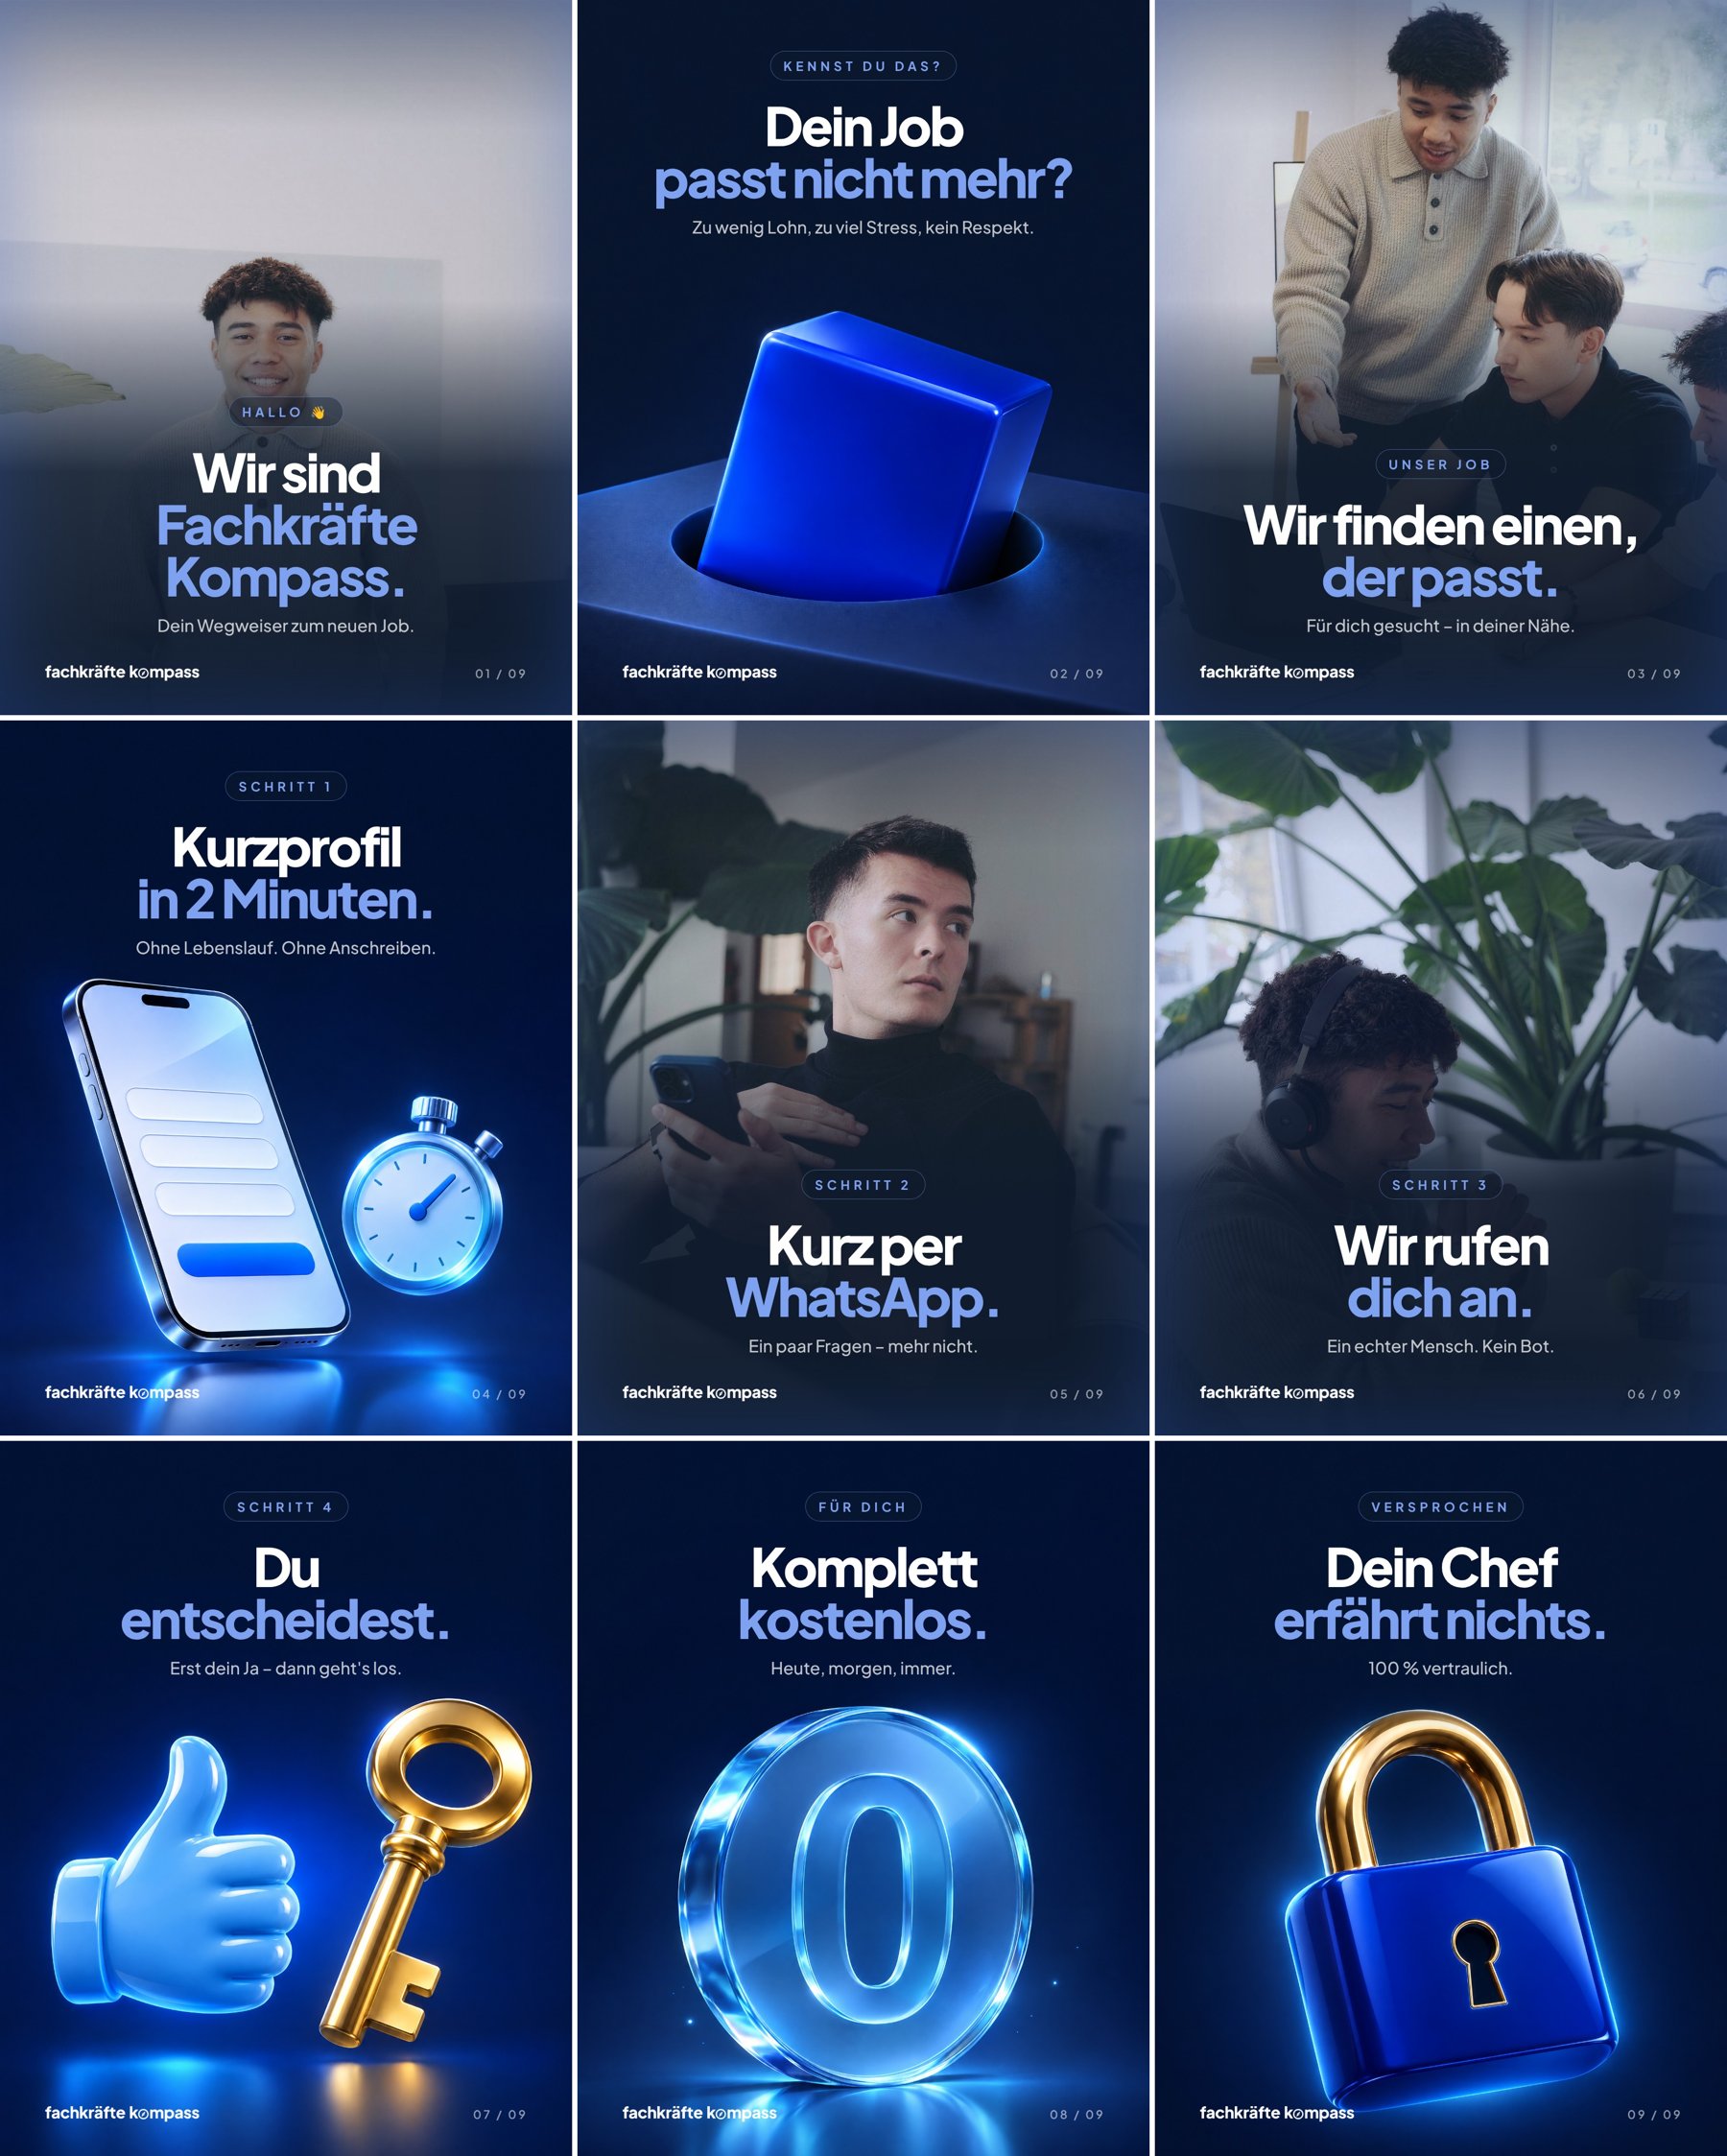 HALLO 👋
Wir sind
Fachkräfte
Kompass.
Dein Wegweiser zum neuen Job.
fachkräfte kompass
01 / 09
KENNST DU DAS?
Dein Job
passt nicht mehr?
Zu wenig Lohn, zu viel Stress, kein Respekt.
fachkräfte kompass
02 / 09
UNSER JOB
Wir finden einen,
der passt.
Für dich gesucht – in deiner Nähe.
fachkräfte kompass
03 / 09
SCHRITT 1
Kurzprofil
in 2 Minuten.
Ohne Lebenslauf. Ohne Anschreiben.
fachkräfte kompass
04 / 09
SCHRITT 2
Kurz per
WhatsApp.
Ein paar Fragen – mehr nicht.
fachkräfte kompass
05 / 09
SCHRITT 3
Wir rufen
dich an.
Ein echter Mensch. Kein Bot.
fachkräfte kompass
06 / 09
SCHRITT 4
Du
entscheidest.
Erst dein Ja – dann geht's los.
fachkräfte kompass
07 / 09
FÜR DICH
Komplett
kostenlos.
Heute, morgen, immer.
0
fachkräfte kompass
08 / 09
VERSPROCHEN
Dein Chef
erfährt nichts.
100 % vertraulich.
fachkräfte kompass
09 / 09